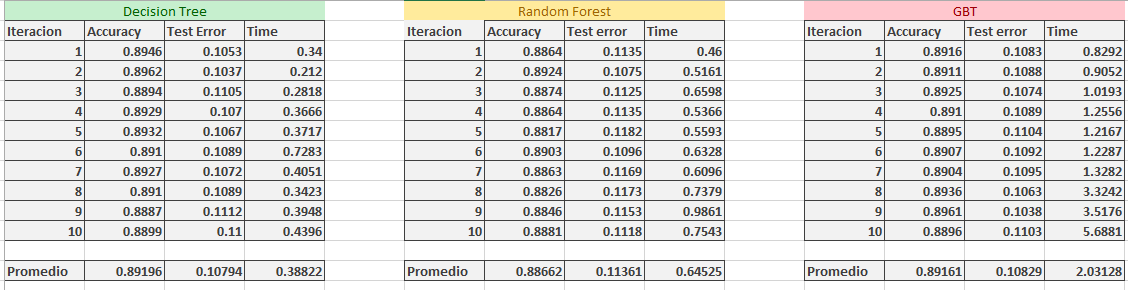 Decision Tree Random Forest GBT
Iteracion Accuracy Test Error Time Iteracion Accuracy Test error Time Iteracion Accuracy Test error Time
1 0.8946 0.1053 0.34 1 0.8864 0.1135 0.46 1 0.8916 0.1083 0.8292
2 0.8962 0.1037 0.212 2 0.8924 0.1075 0.5161 2 0.8911 0.1088 0.9052
3 0.8894 0.1105 0.2818 3 0.8874 0.1125 0.6598 3 0.8925 0.1074 1.0193
4 0.8929 0.107 0.3666 4 0.8864 0.1135 0.5366 4 0.891 0.1089 1.2556
5 0.8932 0.1067 0.3717 5 0.8817 0.1182 0.5593 5 0.8895 0.1104 1.2167
6 0.891 0.1089 0.7283 6 0.8903 0.1096 0.6328 6 0.8907 0.1092 1.2287
7 0.8927 0.1072 0.4051 7 0.8863 0.1169 0.6096 7 0.8904 0.1095 1.3282
8 0.891 0.1089 0.3423 8 0.8826 0.1173 0.7379 8 0.8936 0.1063 3.3242
9 0.8887 0.1112 0.3948 9 0.8846 0.1153 0.9861 9 0.8961 0.1038 3.5176
10 0.8899 0.11 0.4396 10 0.8881 0.1118 0.7543 10 0.8896 0.1103 5.6881
Promedio 0.89196 0.10794 0.38822 Promedio 0.88662 0.11361 0.64525 Promedio 0.89161 0.10829 2.03128